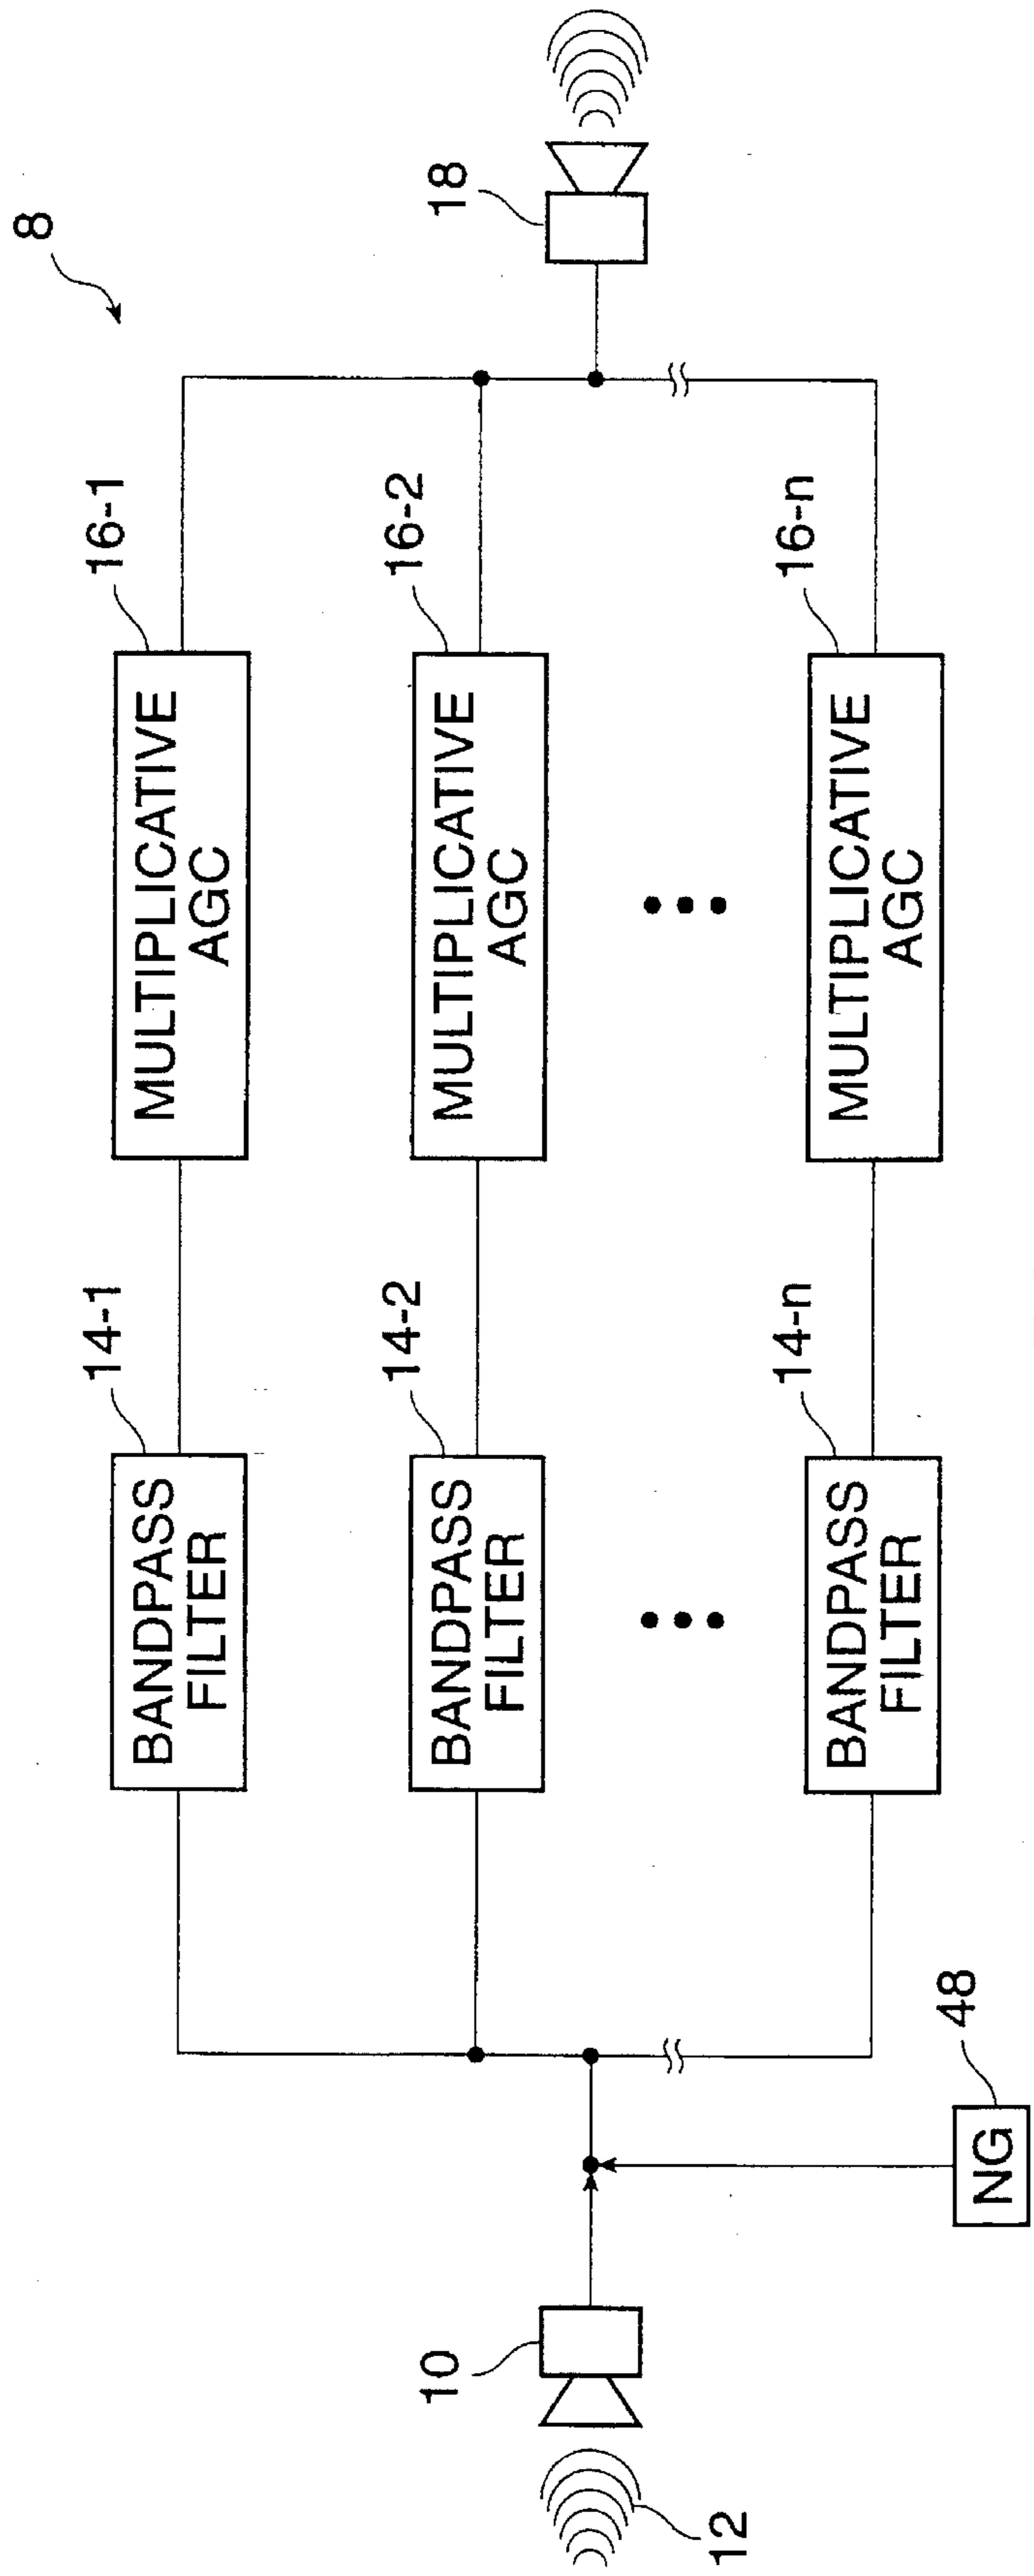 8
14-1
BANDPASS
FILTER
16-1
MULTIPLICATIVE
AGC
14-2
BANDPASS
FILTER
16-2
MULTIPLICATIVE
AGC
10
12
18
14-n
BANDPASS
FILTER
16-n
MULTIPLICATIVE
AGC
48
NG